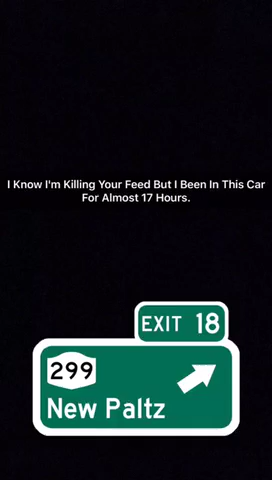 I Know I'm Killing Your Feed But I Been In This Car
For Almost 17 Hours.
EXIT 18
299
New Paltz